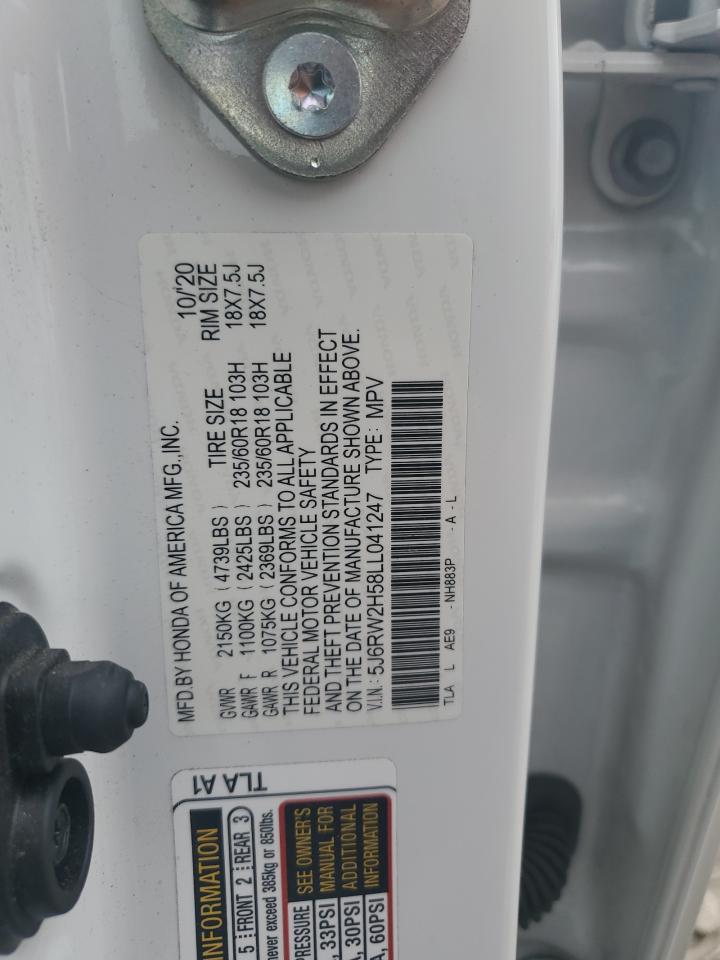 MFD.BY HONDA OF AMERICA MFG.,INC. 10/'20
TIRE SIZE RIM SIZE
GVWR 2150KG ( 4739LBS )
GAWR F 1100KG ( 2425LBS ) 235/60R18 103H 18X7.5J
GAWR R 1075KG ( 2369LBS ) 235/60R18 103H 18X7.5J
THIS VEHICLE CONFORMS TO ALL APPLICABLE
FEDERAL MOTOR VEHICLE SAFETY
AND THEFT PREVENTION STANDARDS IN EFFECT
ON THE DATE OF MANUFACTURE SHOWN ABOVE.
V.I.N.: 5J6RW2H58LL041247 TYPE: MPV
TLA L AE9 - NH883P - A - L
TLA A1
INFORMATION
5 FRONT 2 REAR 3
never exceed 385kg or 850lbs.
PRESSURE
33PSI
30PSI
60PSI
SEE OWNER'S
MANUAL FOR
ADDITIONAL
INFORMATION